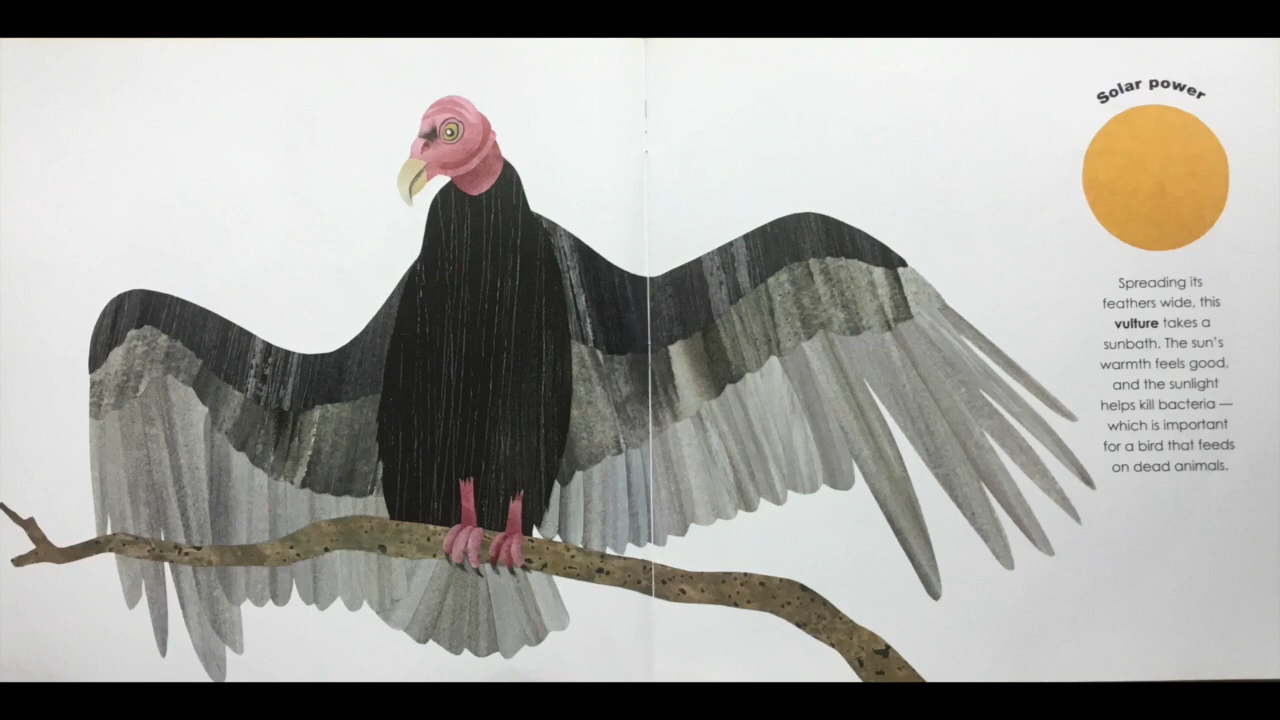 Solar power
Spreading its
feathers wide, this
vulture takes a
sunbath. The sun's
warmth feels good,
and the sunlight
helps kill bacteria —
which is important
for a bird that feeds
on dead animals.